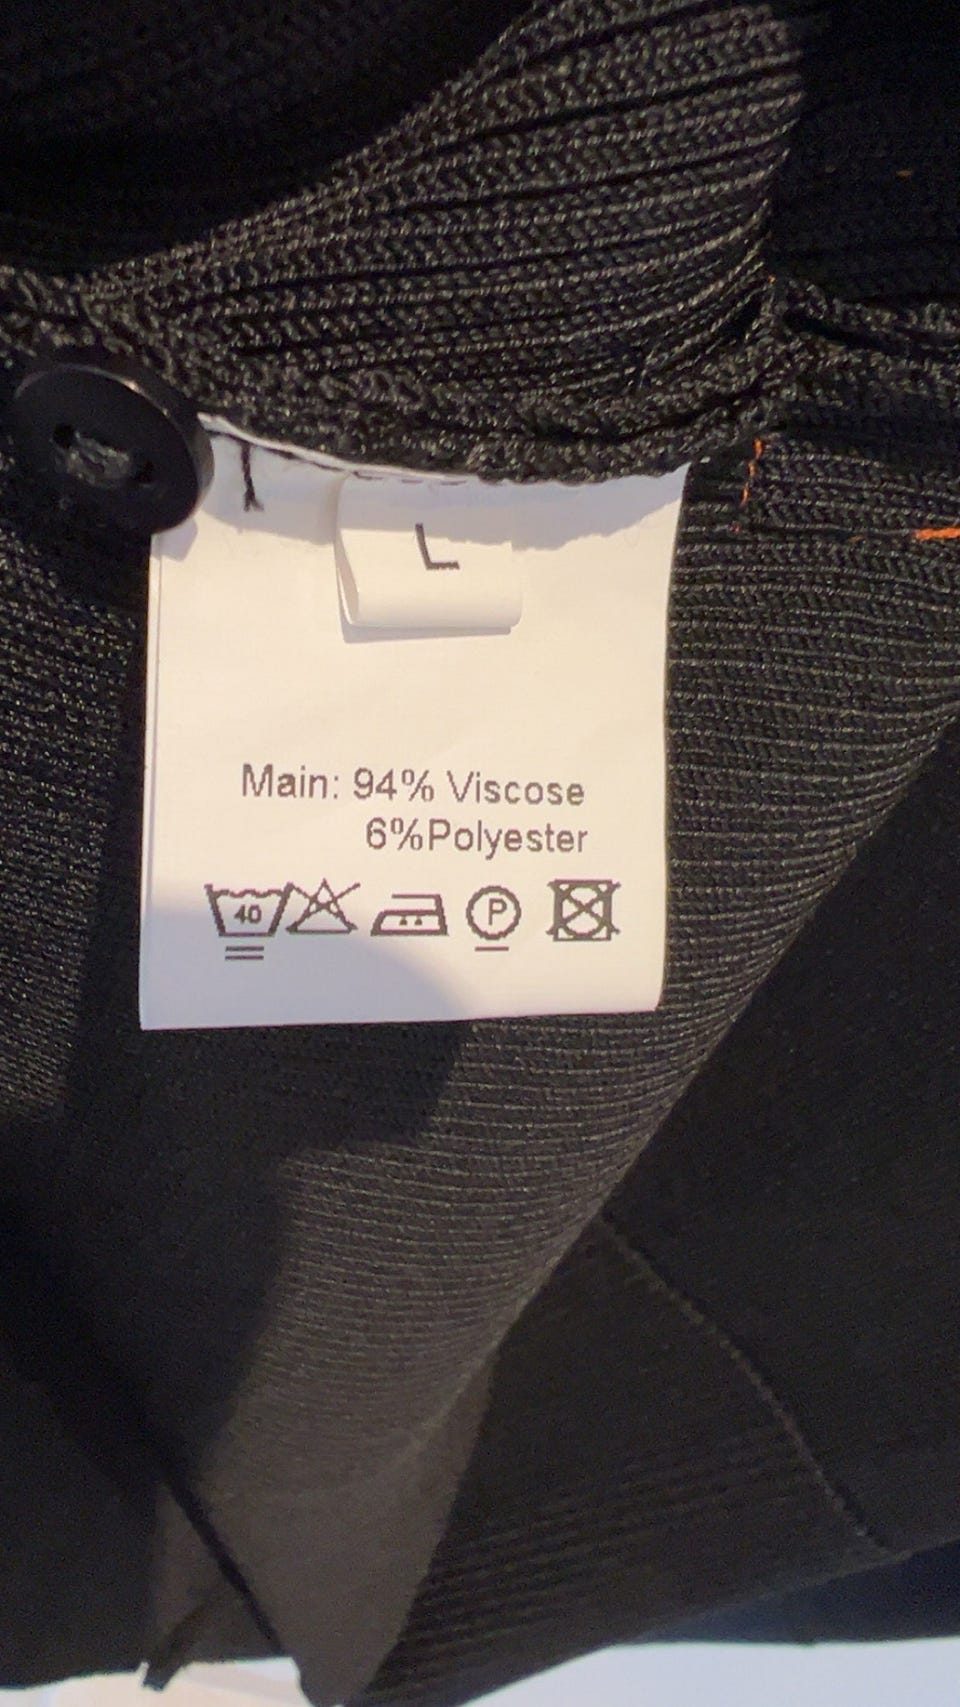 L
Main: 94% Viscose
6%Polyester
40 P